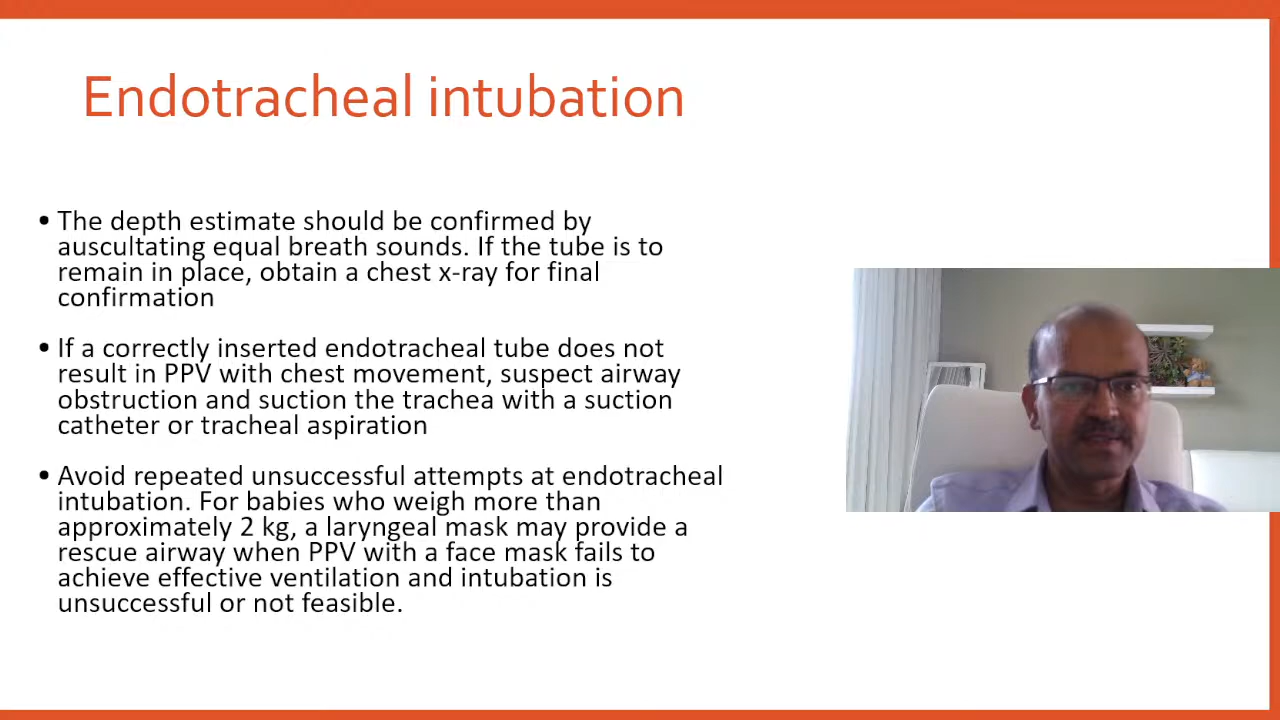 Endotracheal intubation
• The depth estimate should be confirmed by
auscultating equal breath sounds. If the tube is to
remain in place, obtain a chest x-ray for final
confirmation
• If a correctly inserted endotracheal tube does not
result in PPV with chest movement, suspect airway
obstruction and suction the trachea with a suction
catheter or tracheal aspiration
• Avoid repeated unsuccessful attempts at endotracheal
intubation. For babies who weigh more than
approximately 2 kg, a laryngeal mask may provide a
rescue airway when PPV with a face mask fails to
achieve effective ventilation and intubation is
unsuccessful or not feasible.